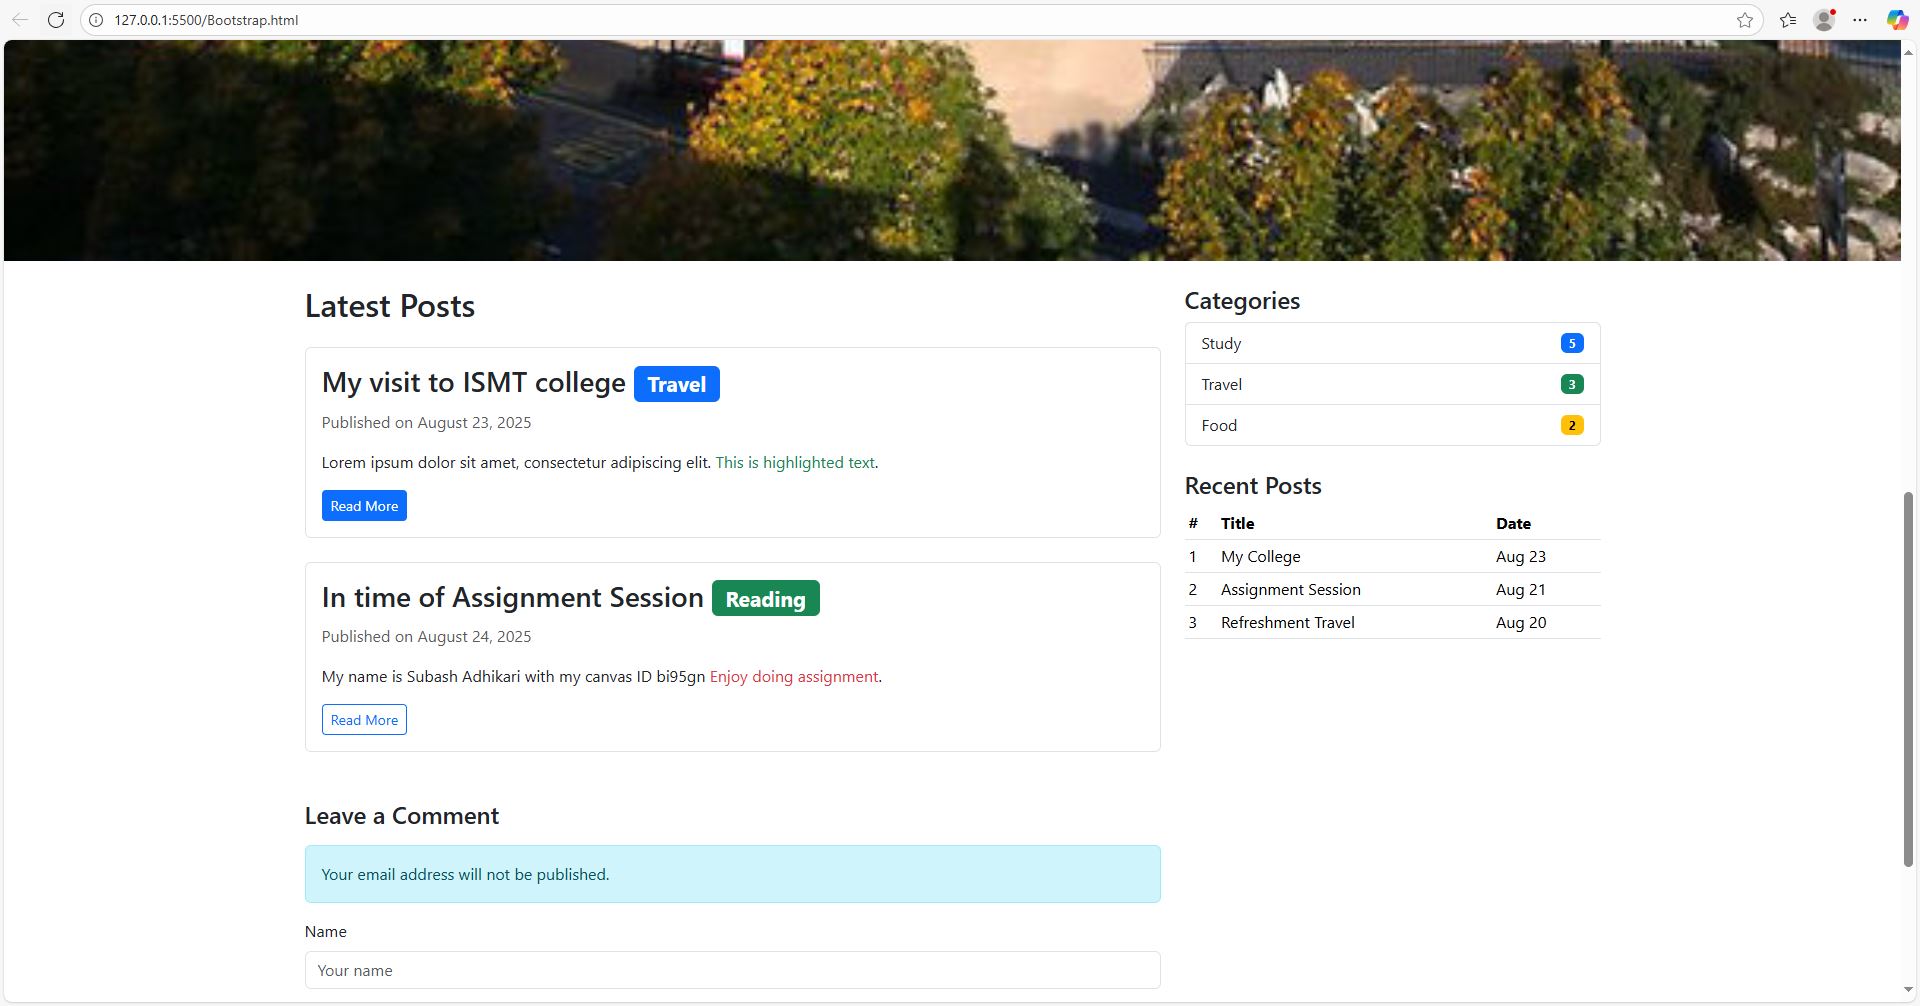 127.0.0.1:5500/Bootstrap.html
Latest Posts
My visit to ISMT college Travel
Published on August 23, 2025
Lorem ipsum dolor sit amet, consectetur adipiscing elit. This is highlighted text.
Read More
In time of Assignment Session Reading
Published on August 24, 2025
My name is Subash Adhikari with my canvas ID bi95gn Enjoy doing assignment.
Read More
Leave a Comment
Your email address will not be published.
Name
Your name
Categories
Study 5
Travel 3
Food 2
Recent Posts
# Title Date
1 My College Aug 23
2 Assignment Session Aug 21
3 Refreshment Travel Aug 20